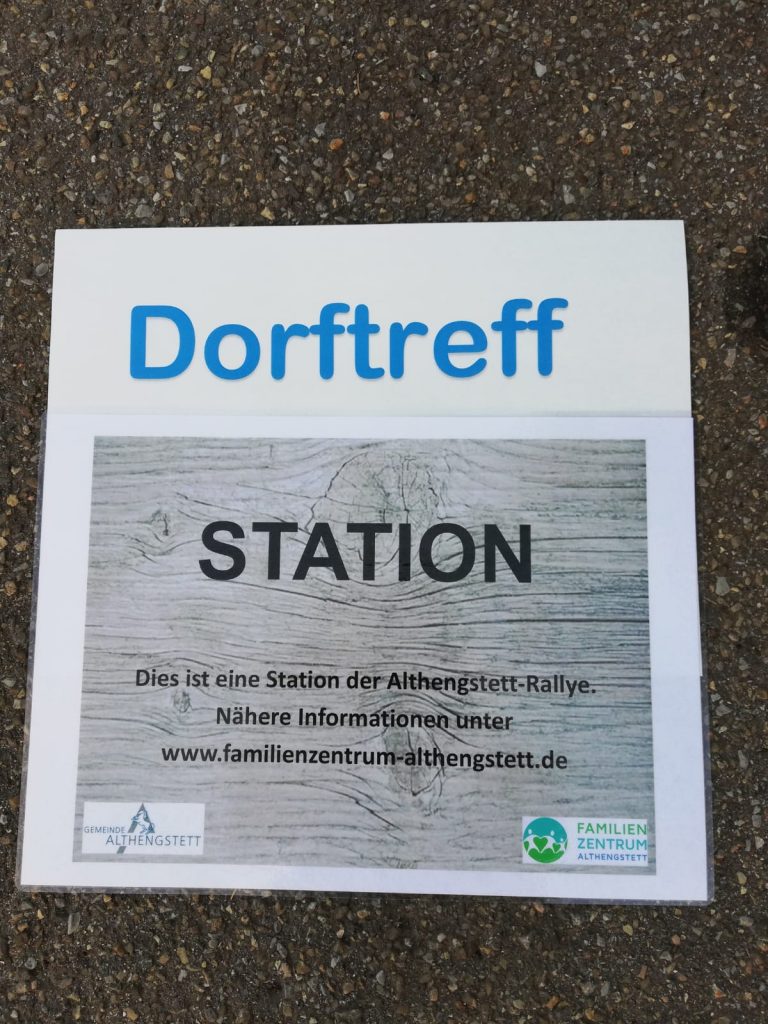 Dorftreff
STATION
Dies ist eine Station der Althengstett-Rallye.
Nähere Informationen unter
www.familienzentrum-althengstett.de
GEMEINDE
ALTHENGSTETT
FAMILIEN
ZENTRUM
ALTHENGSTETT